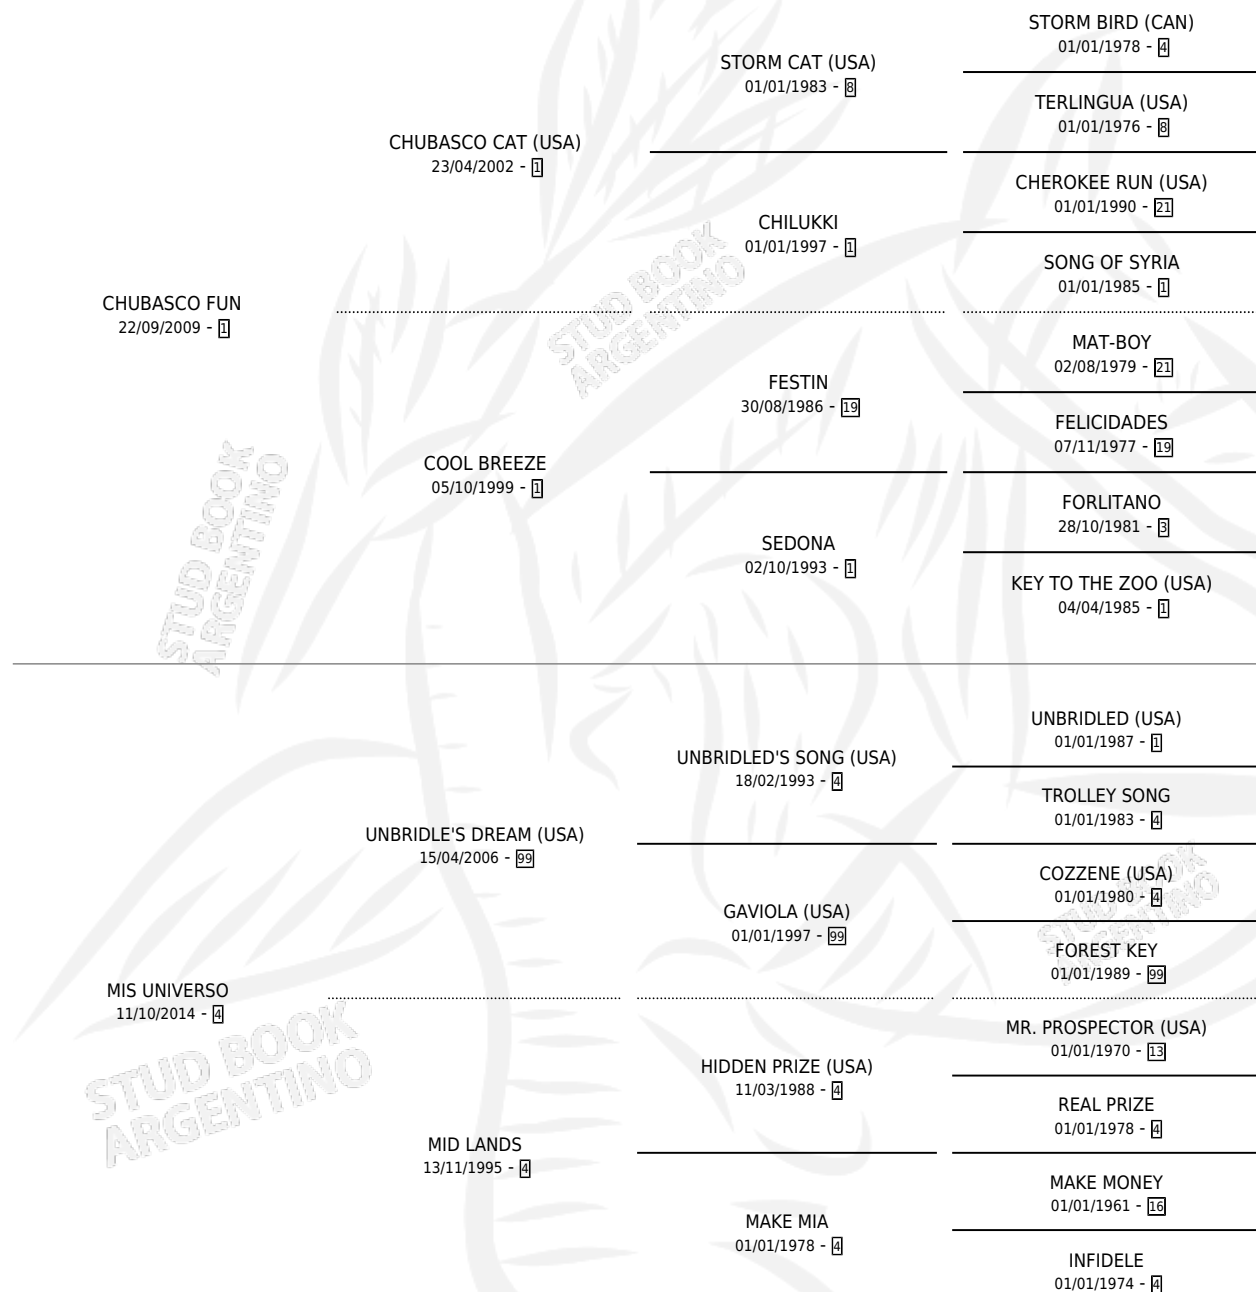 STORM BIRD (CAN)
01/01/1978 - 4
STORM CAT (USA)
01/01/1983 - 8
TERLINGUA (USA)
01/01/1976 - 8
CHUBASCO CAT (USA)
23/04/2002 - 1
CHEROKEE RUN (USA)
01/01/1990 - 21
CHILUKKI
01/01/1997 - 1
SONG OF SYRIA
01/01/1985 - 1
CHUBASCO FUN
22/09/2009 - 1
MAT-BOY
02/08/1979 - 21
FESTIN
30/08/1986 - 19
FELICIDADES
07/11/1977 - 19
COOL BREEZE
05/10/1999 - 1
FORLITANO
28/10/1981 - 3
SEDONA
02/10/1993 - 1
KEY TO THE ZOO (USA)
04/04/1985 - 1
UNBRIDLED (USA)
01/01/1987 - 1
UNBRIDLED'S SONG (USA)
18/02/1993 - 4
TROLLEY SONG
01/01/1983 - 4
UNBRIDLE'S DREAM (USA)
15/04/2006 - 99
COZZENE (USA)
01/01/1980 - 4
GAVIOLA (USA)
01/01/1997 - 99
FOREST KEY
01/01/1989 - 99
MIS UNIVERSO
11/10/2014 - 4
MR. PROSPECTOR (USA)
01/01/1970 - 13
HIDDEN PRIZE (USA)
11/03/1988 - 4
REAL PRIZE
01/01/1978 - 4
MID LANDS
13/11/1995 - 4
MAKE MONEY
01/01/1961 - 16
MAKE MIA
01/01/1978 - 4
INFIDELE
01/01/1974 - 4
STUD BOOK
ARGENTINO
STUD BOOK
ARGENTINO
STUD BOOK
ARGENTINO
STUD BOOK
ARGENTINO